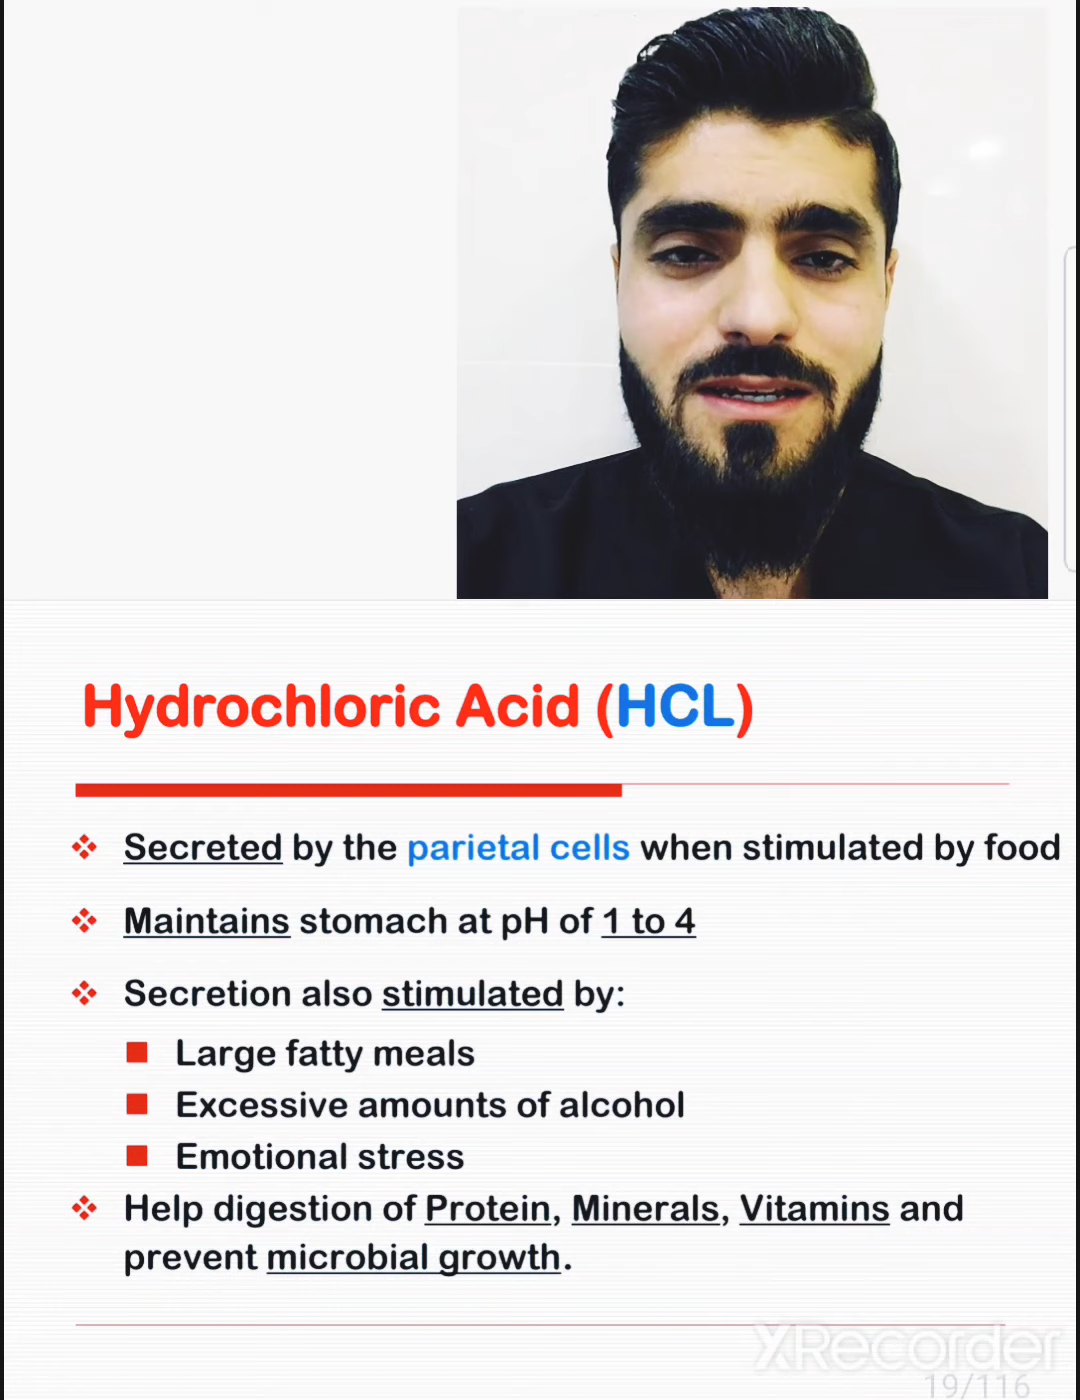 Hydrochloric Acid (HCL)
Secreted by the parietal cells when stimulated by food
Maintains stomach at pH of 1 to 4
Secretion also stimulated by:
Large fatty meals
Excessive amounts of alcohol
Emotional stress
Help digestion of Protein, Minerals, Vitamins and
prevent microbial growth.
XRecorder
19/116